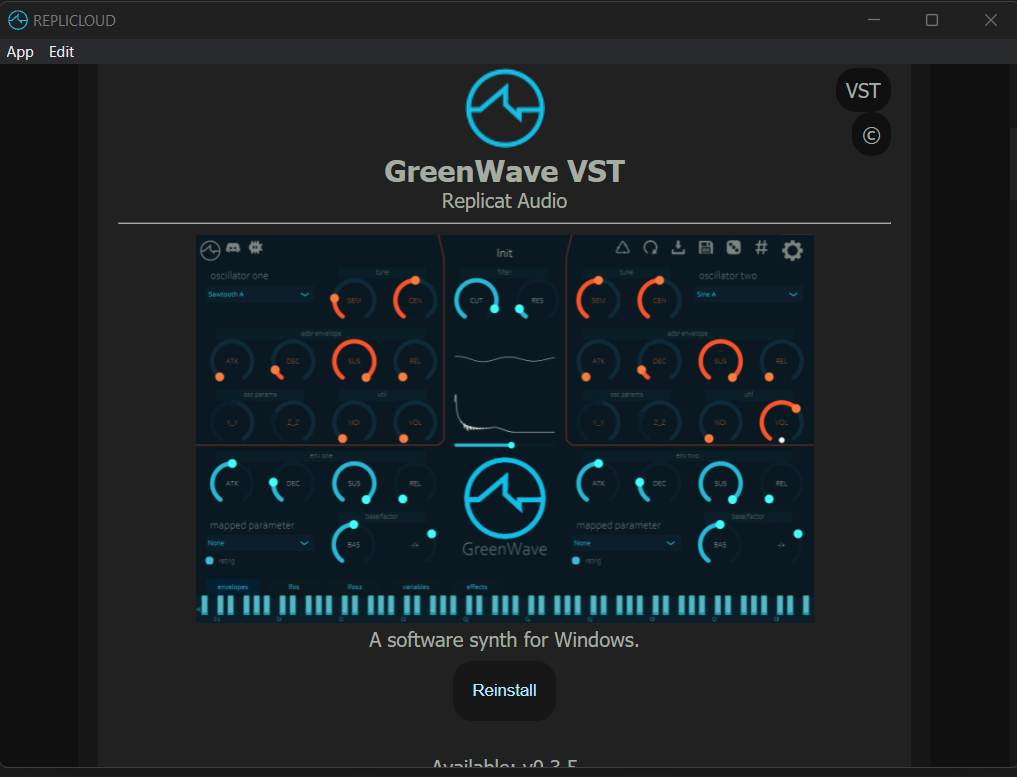 REPLICLOUD
App Edit
VST
©
GreenWave VST
Replicat Audio
Init
oscillator one tune filter tune oscillator two
Sawtooth A SEM CEN CUT RES SEM CEN Sine A
adsr envelope adsr envelope
ATK DEC SUS REL ATK DEC SUS REL
osc params util osc params util
Y_Y Z_Z NOI VOL Y_Y Z_Z NOI VOL
env one env two
ATK DEC SUS REL ATK DEC SUS REL
mapped parameter base/factor mapped parameter base/factor
None BAS -/+ None BAS -/+
retrig retrig
GreenWave
envelopes lfos variables effects
A software synth for Windows.
Reinstall
Available: v0.3.5